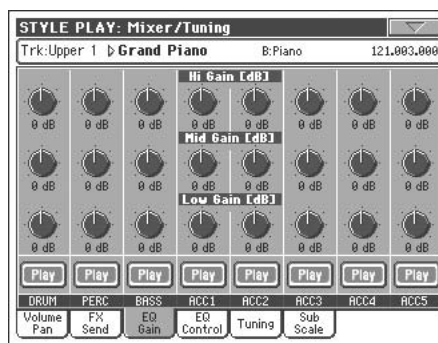 STYLE PLAY: Mixer/Tuning
Trk:Upper 1 ▷Grand Piano B:Piano 121.003.000
Hi Gain [dB]
0 dB 0 dB 0 dB 0 dB 0 dB 0 dB 0 dB 0 dB
Mid Gain [dB]
0 dB 0 dB 0 dB 0 dB 0 dB 0 dB 0 dB 0 dB
Low Gain [dB]
0 dB 0 dB 0 dB 0 dB 0 dB 0 dB 0 dB 0 dB
Play Play Play Play Play Play Play Play
DRUM PERC BASS ACC1 ACC2 ACC3 ACC4 ACC5
Volume Pan FX Send EQ Gain EQ Control Tuning Sub Scale